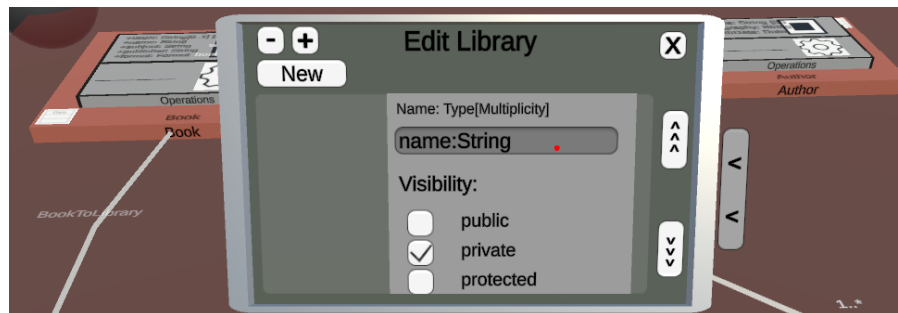 - +
Edit Library
X
New
Name: Type[Multiplicity]
name:String
Visibility:
public
private
protected
Operations
Book
Book
BookToLibrary
Operations
Author
<
<
1..*